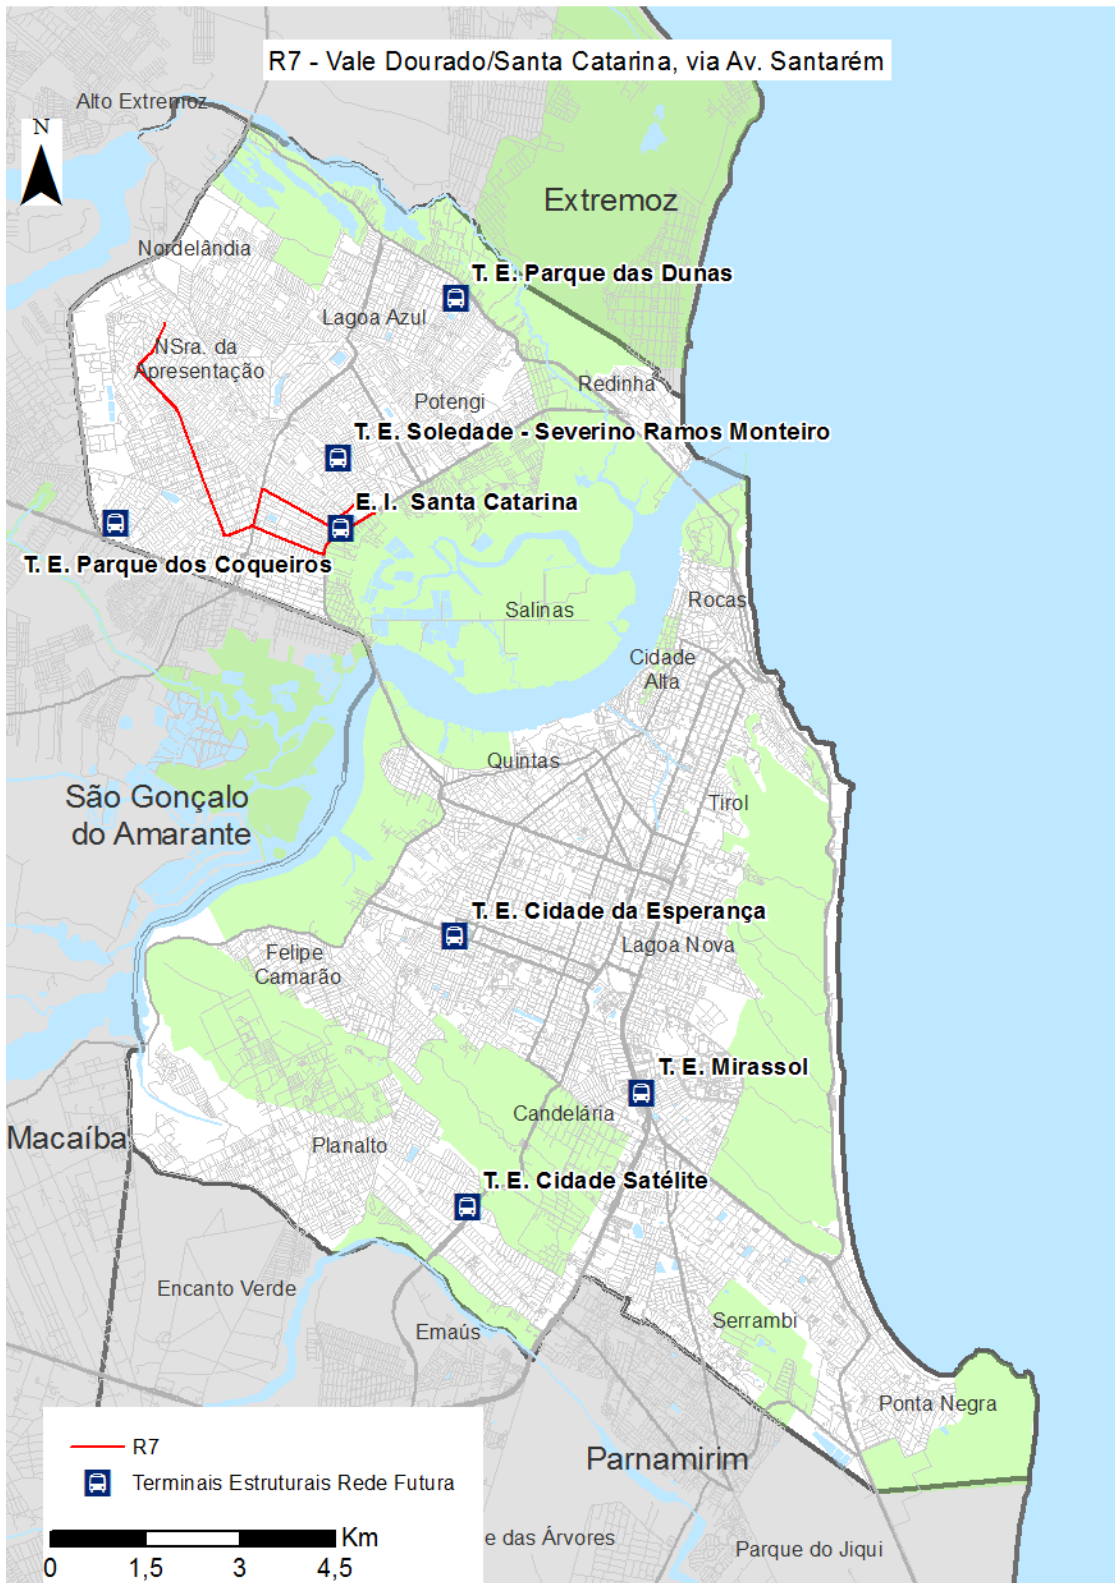 R7 - Vale Dourado/Santa Catarina, via Av. Santarém
Alto Extremoz
N
Extremoz
Nordelândia
T. E. Parque das Dunas
Lagoa Azul
NSra. da
Apresentação
Redinha
Potengi
T. E. Soledade - Severino Ramos Monteiro
E. I. Santa Catarina
T. E. Parque dos Coqueiros
Rocas
Salinas
Cidade
Alta
Quintas
São Gonçalo
do Amarante
Tirol
T. E. Cidade da Esperança
Lagoa Nova
Felipe
Camarão
T. E. Mirassol
Candelária
Macaíba
Planalto
T. E. Cidade Satélite
Encanto Verde
Serrambi
Emaús
Ponta Negra
Parnamirim
R7
Terminais Estruturais Rede Futura
Km
0 1,5 3 4,5
e das Árvores
Parque do Jiqui